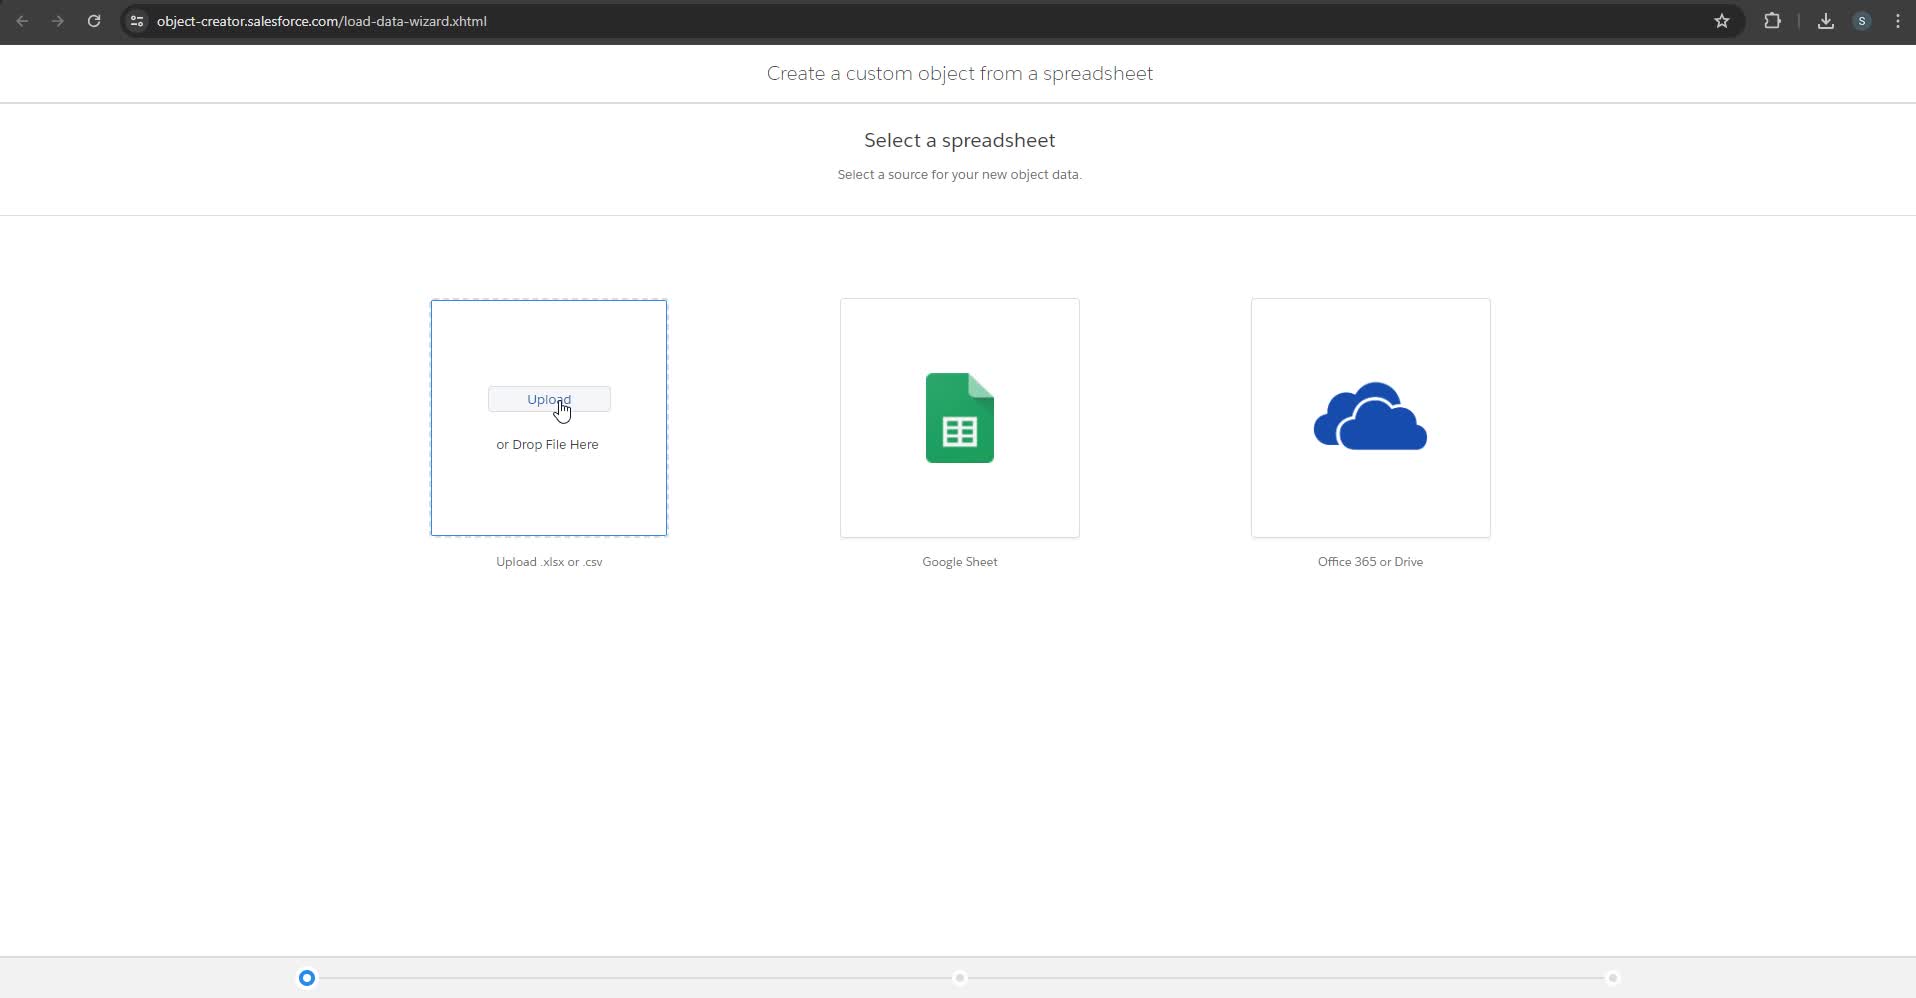 object-creator.salesforce.com/load-data-wizard.xhtml
S
Create a custom object from a spreadsheet
Select a spreadsheet
Select a source for your new object data.
Upload
or Drop File Here
Upload .xlsx or .csv
Google Sheet
Office 365 or Drive